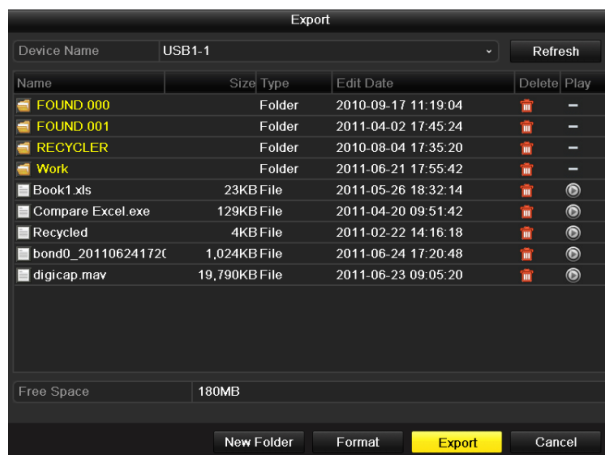 Export
Device Name USB1-1 Refresh
Name Size Type Edit Date Delete Play
FOUND.000 Folder 2010-09-17 11:19:04 –
FOUND.001 Folder 2011-04-02 17:45:24 –
RECYCLER Folder 2010-08-04 17:35:20 –
Work Folder 2011-06-21 17:55:42 –
Book1.xls 23KB File 2011-05-26 18:32:14
Compare Excel.exe 129KB File 2011-04-20 09:51:42
Recycled 4KB File 2011-02-22 14:16:18
bond0_20110624172( 1,024KB File 2011-06-24 17:20:48
digicap.mav 19,790KB File 2011-06-23 09:05:20
Free Space 180MB
New Folder Format Export Cancel